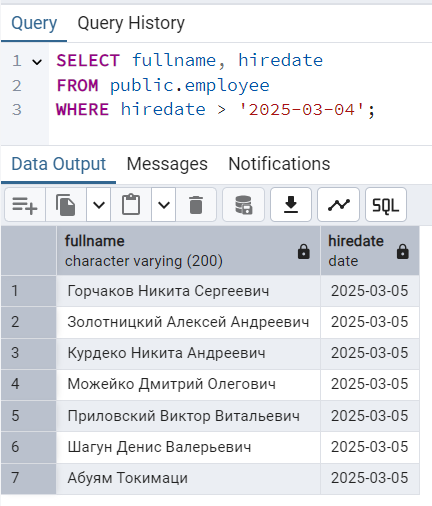 Query Query History
1 SELECT fullname, hiredate
2 FROM public.employee
3 WHERE hiredate > '2025-03-04';
Data Output Messages Notifications
SQL
fullname hiredate
character varying (200) date
1 Горчаков Никита Сергеевич 2025-03-05
2 Золотницкий Алексей Андреевич 2025-03-05
3 Курдеко Никита Андреевич 2025-03-05
4 Можейко Дмитрий Олегович 2025-03-05
5 Приловский Виктор Витальевич 2025-03-05
6 Шагун Денис Валерьевич 2025-03-05
7 Абуям Токимаци 2025-03-05